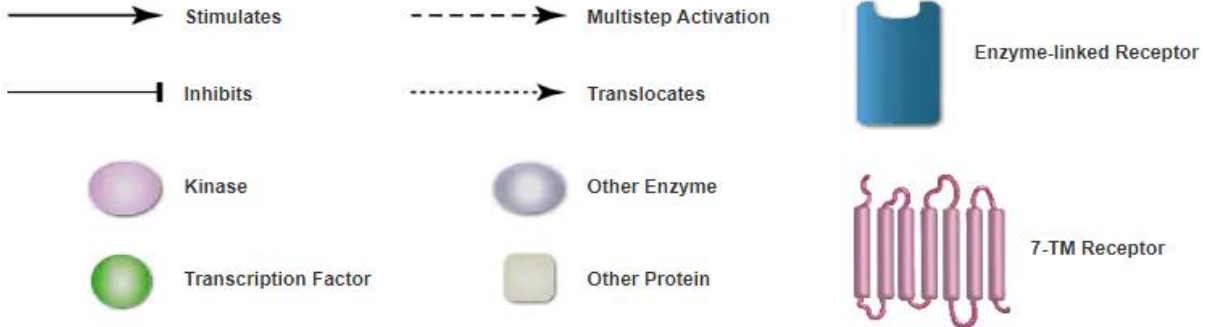 Stimulates
Multistep Activation
Enzyme-linked Receptor
Inhibits
Translocates
Kinase
Other Enzyme
7-TM Receptor
Transcription Factor
Other Protein